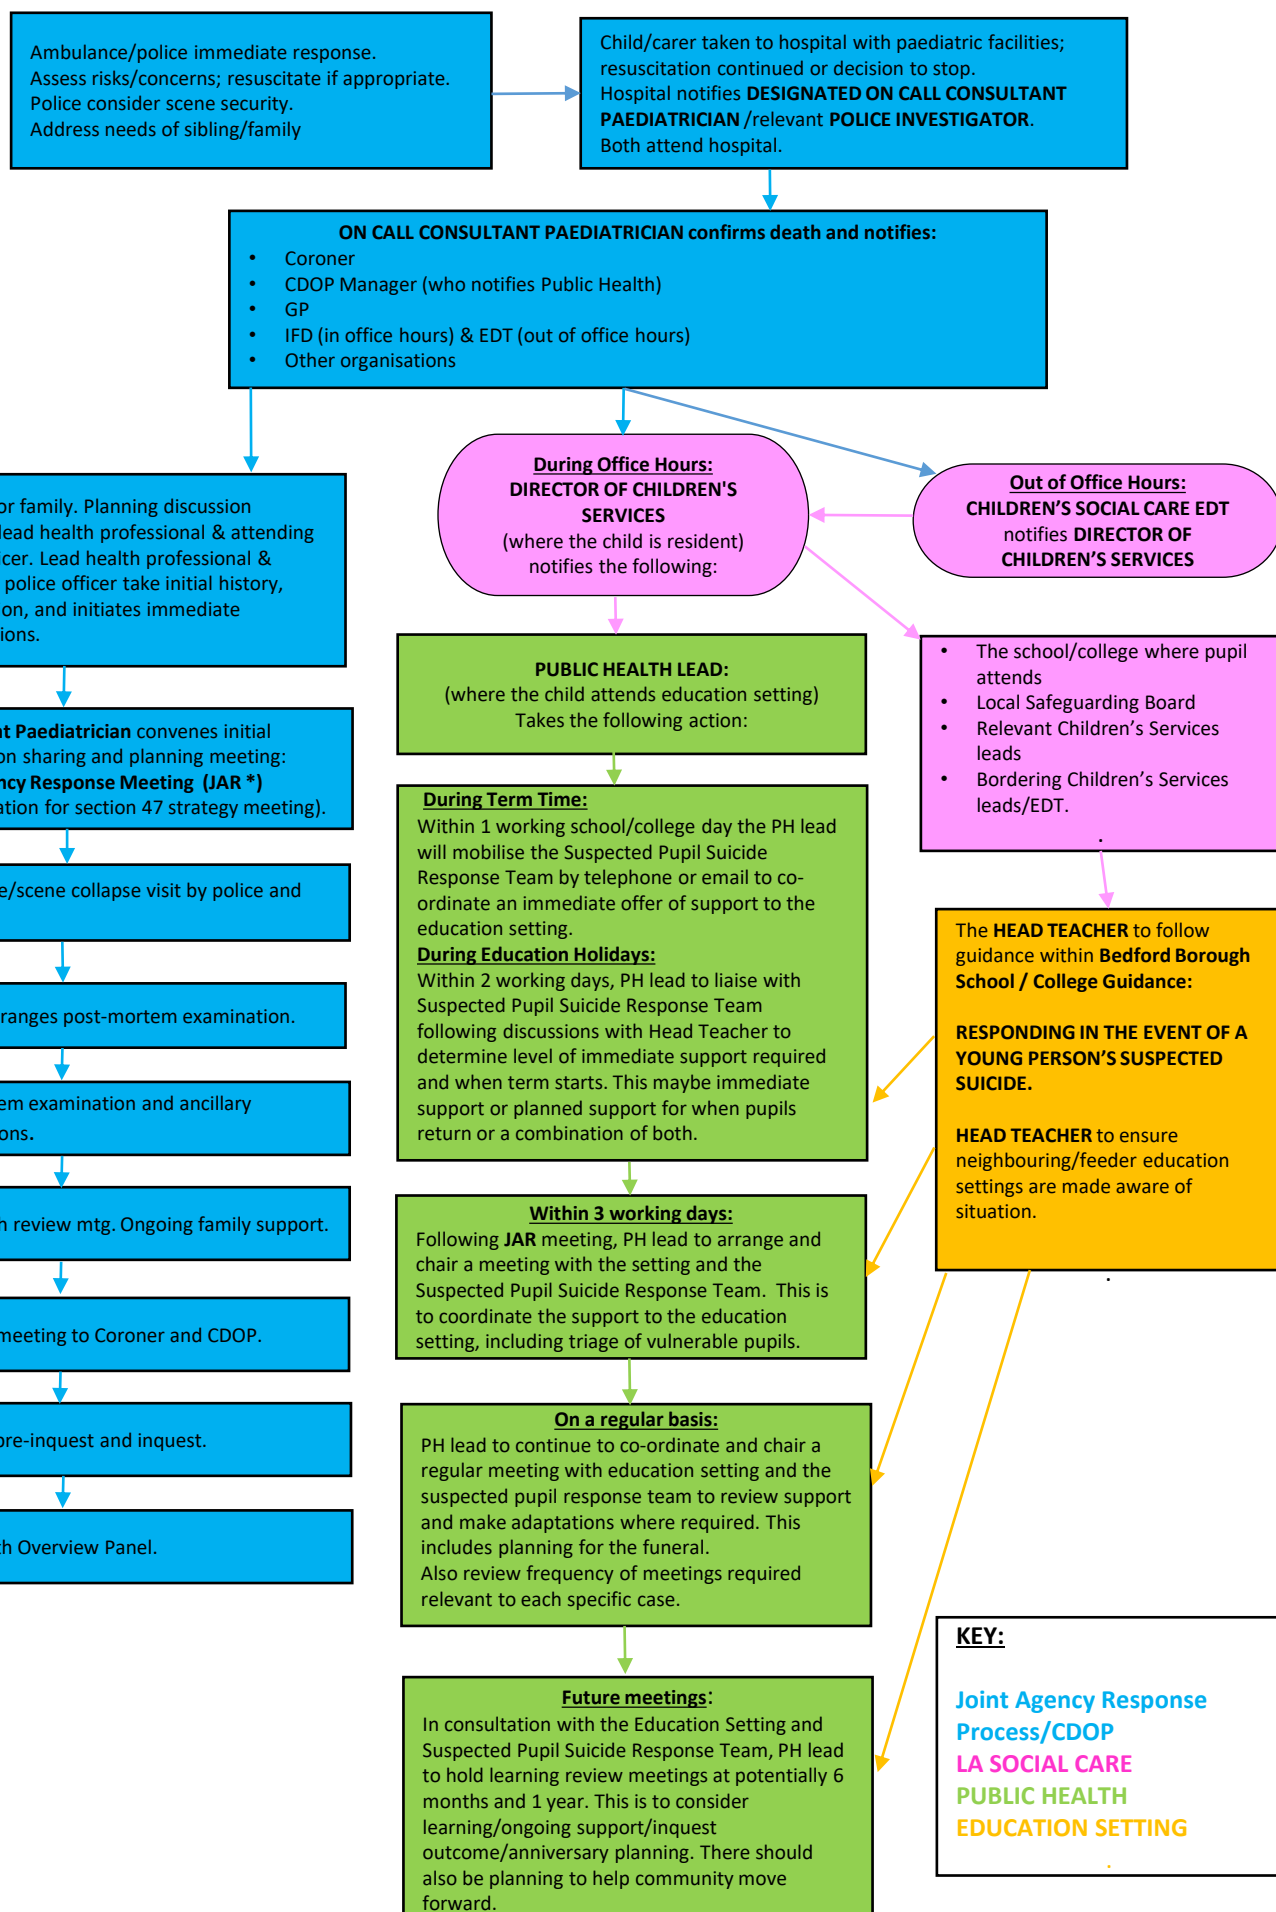 Ambulance/police immediate response.
Assess risks/concerns; resuscitate if appropriate.
Police consider scene security.
Address needs of sibling/family
Child/carer taken to hospital with paediatric facilities;
resuscitation continued or decision to stop.
Hospital notifies DESIGNATED ON CALL CONSULTANT
PAEDIATRICIAN /relevant POLICE INVESTIGATOR.
Both attend hospital.
ON CALL CONSULTANT PAEDIATRICIAN confirms death and notifies:
• Coroner
• CDOP Manager (who notifies Public Health)
• GP
• IFD (in office hours) & EDT (out of office hours)
• Other organisations
or family. Planning discussion
lead health professional & attending
icer. Lead health professional &
police officer take initial history,
on, and initiates immediate
ions.
nt Paediatrician convenes initial
on sharing and planning meeting:
ncy Response Meeting (JAR *)
ation for section 47 strategy meeting).
e/scene collapse visit by police and
ranges post-mortem examination.
em examination and ancillary
ons.
h review mtg. Ongoing family support.
meeting to Coroner and CDOP.
pre-inquest and inquest.
th Overview Panel.
During Office Hours:
DIRECTOR OF CHILDREN'S
SERVICES
(where the child is resident)
notifies the following:
Out of Office Hours:
CHILDREN’S SOCIAL CARE EDT
notifies DIRECTOR OF
CHILDREN’S SERVICES
PUBLIC HEALTH LEAD:
(where the child attends education setting)
Takes the following action:
• The school/college where pupil
attends
• Local Safeguarding Board
• Relevant Children’s Services
leads
• Bordering Children’s Services
leads/EDT.
.
During Term Time:
Within 1 working school/college day the PH lead
will mobilise the Suspected Pupil Suicide
Response Team by telephone or email to co-
ordinate an immediate offer of support to the
education setting.
During Education Holidays:
Within 2 working days, PH lead to liaise with
Suspected Pupil Suicide Response Team
following discussions with Head Teacher to
determine level of immediate support required
and when term starts. This maybe immediate
support or planned support for when pupils
return or a combination of both.
The HEAD TEACHER to follow
guidance within Bedford Borough
School / College Guidance:
RESPONDING IN THE EVENT OF A
YOUNG PERSON’S SUSPECTED
SUICIDE.
HEAD TEACHER to ensure
neighbouring/feeder education
settings are made aware of
situation.
.
Within 3 working days:
Following JAR meeting, PH lead to arrange and
chair a meeting with the setting and the
Suspected Pupil Suicide Response Team. This is
to coordinate the support to the education
setting, including triage of vulnerable pupils.
On a regular basis:
PH lead to continue to co-ordinate and chair a
regular meeting with education setting and the
suspected pupil response team to review support
and make adaptations where required. This
includes planning for the funeral.
Also review frequency of meetings required
relevant to each specific case.
Future meetings:
In consultation with the Education Setting and
Suspected Pupil Suicide Response Team, PH lead
to hold learning review meetings at potentially 6
months and 1 year. This is to consider
learning/ongoing support/inquest
outcome/anniversary planning. There should
also be planning to help community move
forward.
KEY:
Joint Agency Response
Process/CDOP
LA SOCIAL CARE
PUBLIC HEALTH
EDUCATION SETTING
.